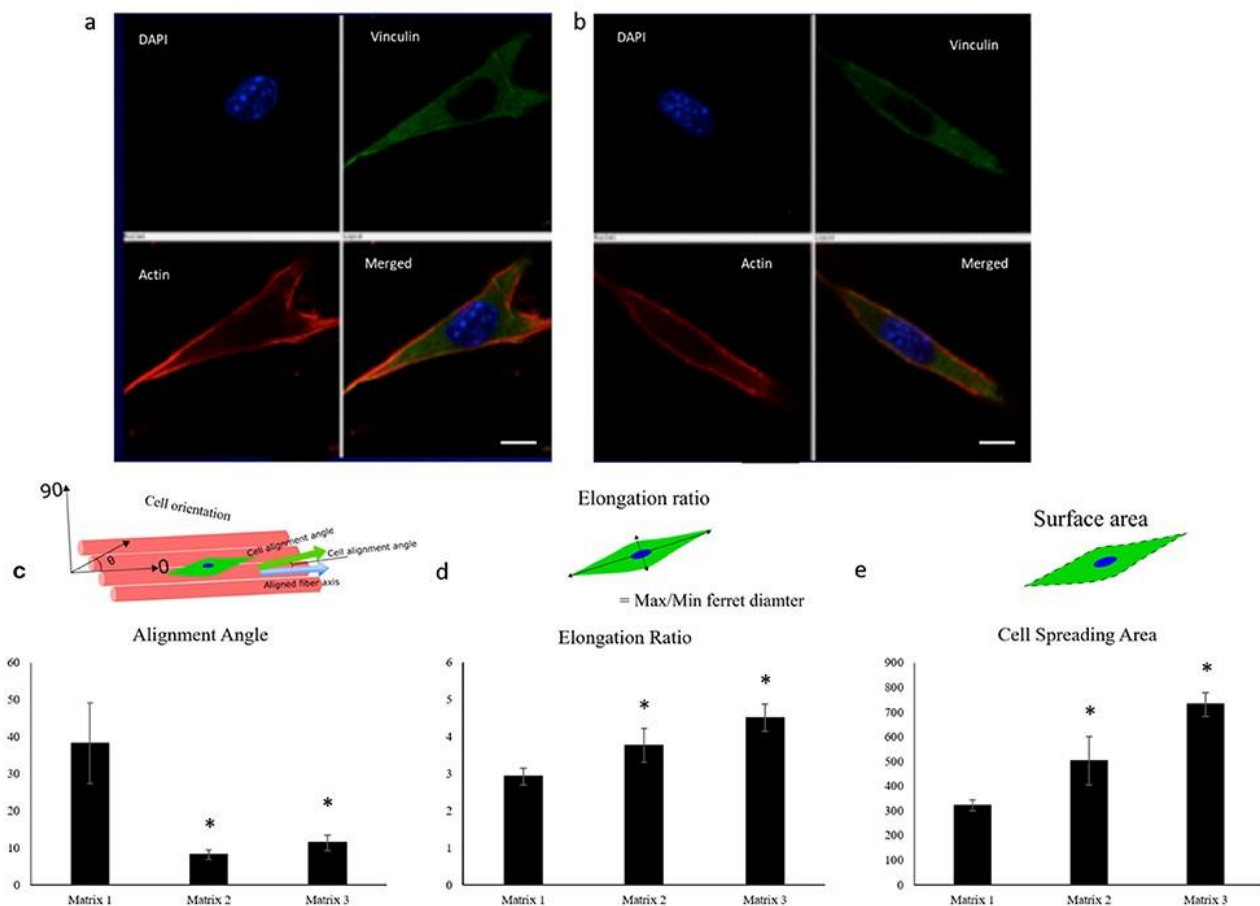 a
DAPI
Vinculin
Actin
Merged
b
DAPI
Vinculin
Actin
Merged
c
90
Cell orientation
θ
0
Cell alignment angle
Cell alignment angle
Aligned fiber axis
d
Elongation ratio
= Max/Min ferret diamter
e
Surface area
Alignment Angle
60
50
40
30
20
10
0
*
*
Matrix 1 Matrix 2 Matrix 3
Elongation Ratio
6
5
4
3
2
1
0
*
*
Matrix 1 Matrix 2 Matrix 3
Cell Spreading Area
900
800
700
600
500
400
300
200
100
0
*
*
Matrix 1 Matrix 2 Matrix 3